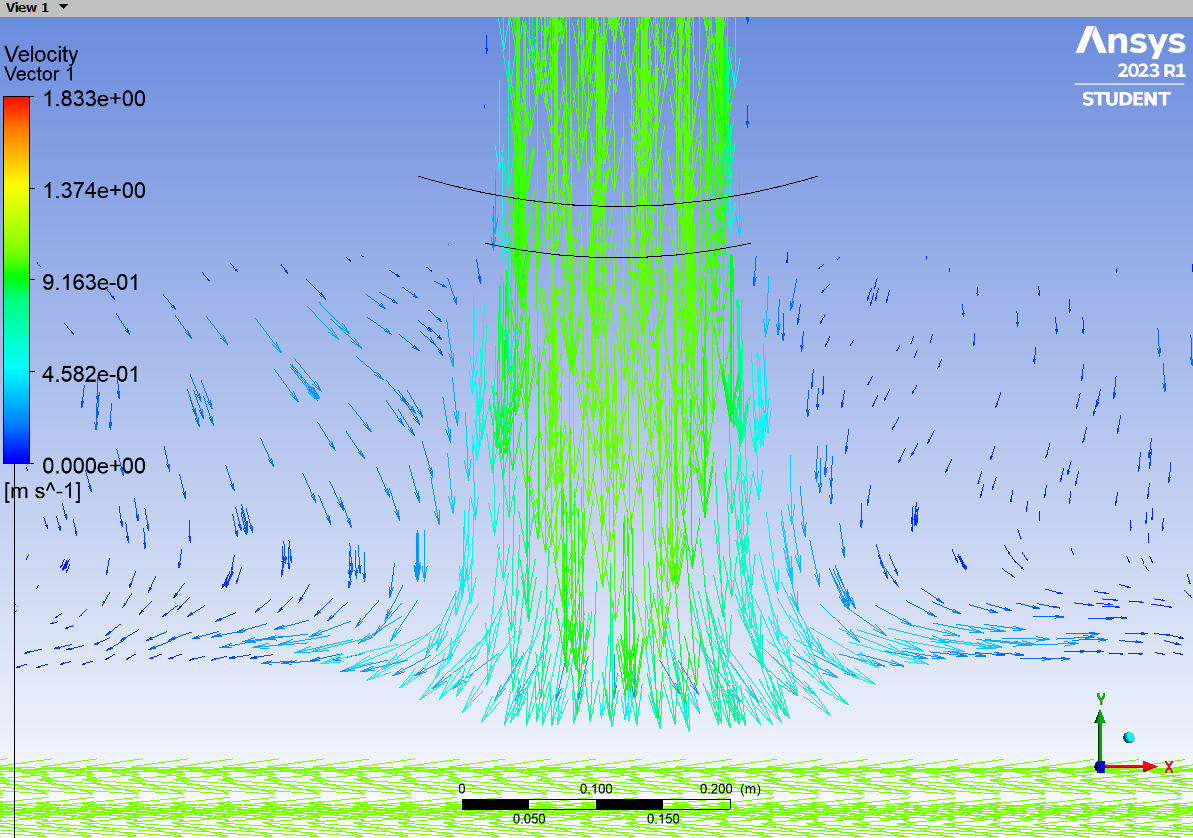 View 1
Velocity
Vector 1
1.833e+00
1.374e+00
9.163e-01
4.582e-01
0.000e+00
[m s^-1]
Ansys
2023 R1
STUDENT
Y
X
0 0.100 0.200 (m)
0.050 0.150